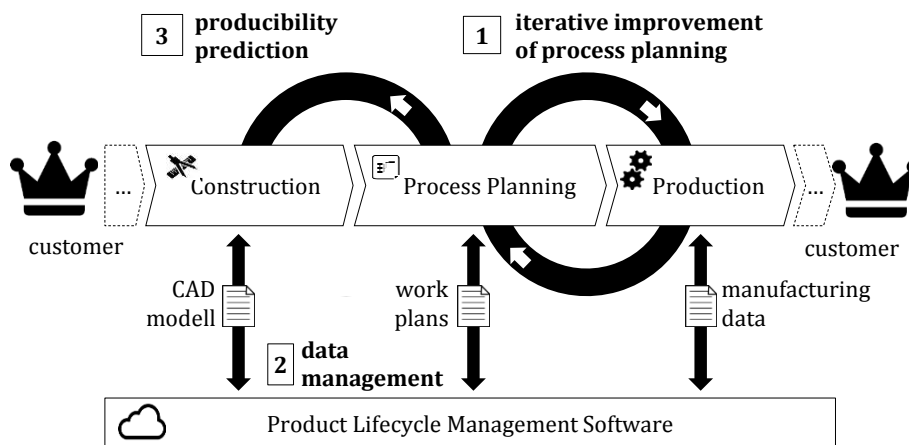 3 producibility
prediction
1 iterative improvement
of process planning
... Construction Process Planning Production ...
customer
customer
CAD
modell
work
plans
manufacturing
data
2 data
management
Product Lifecycle Management Software